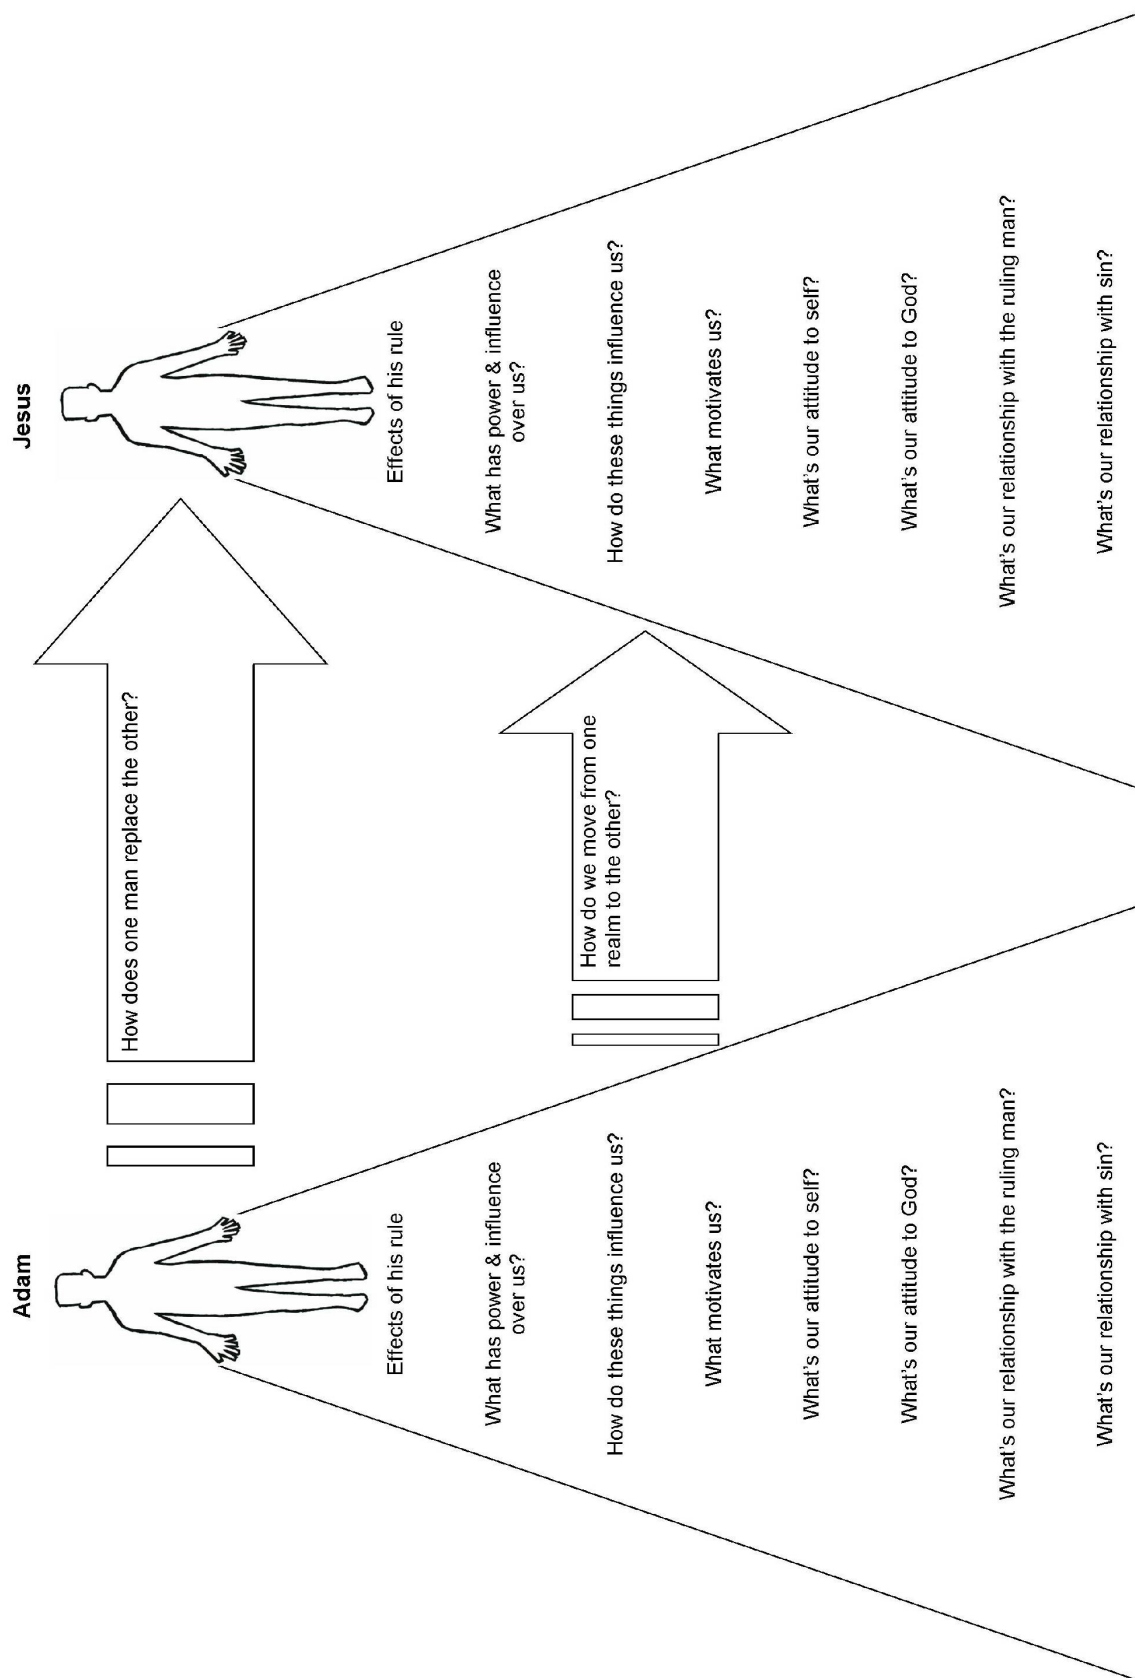 Adam
Effects of his rule
What has power & influence
over us?
How do these things influence us?
What motivates us?
What's our attitude to self?
What's our attitude to God?
What's our relationship with the ruling man?
What's our relationship with sin?
How does one man replace the other?
How do we move from one
realm to the other?
Jesus
Effects of his rule
What has power & influence
over us?
How do these things influence us?
What motivates us?
What's our attitude to self?
What's our attitude to God?
What's our relationship with the ruling man?
What's our relationship with sin?